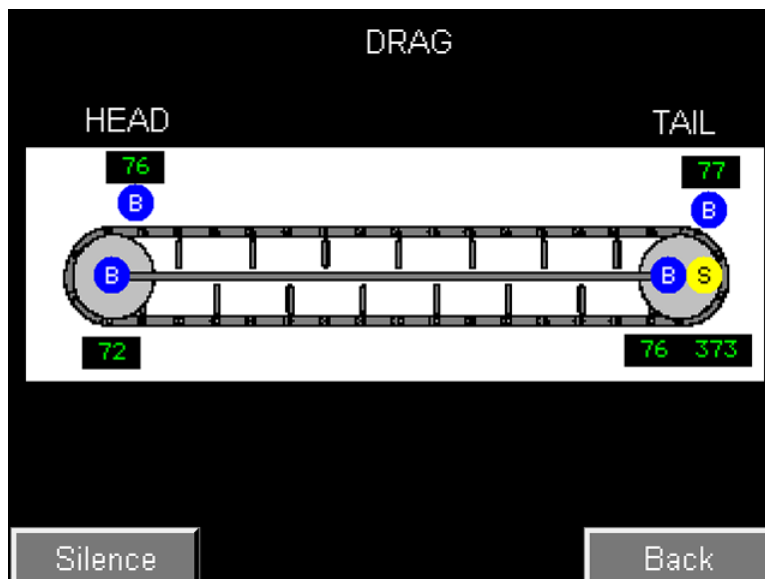 DRAG
HEAD
TAIL
76
77
B
B
B
B
S
72
76 373
Silence
Back